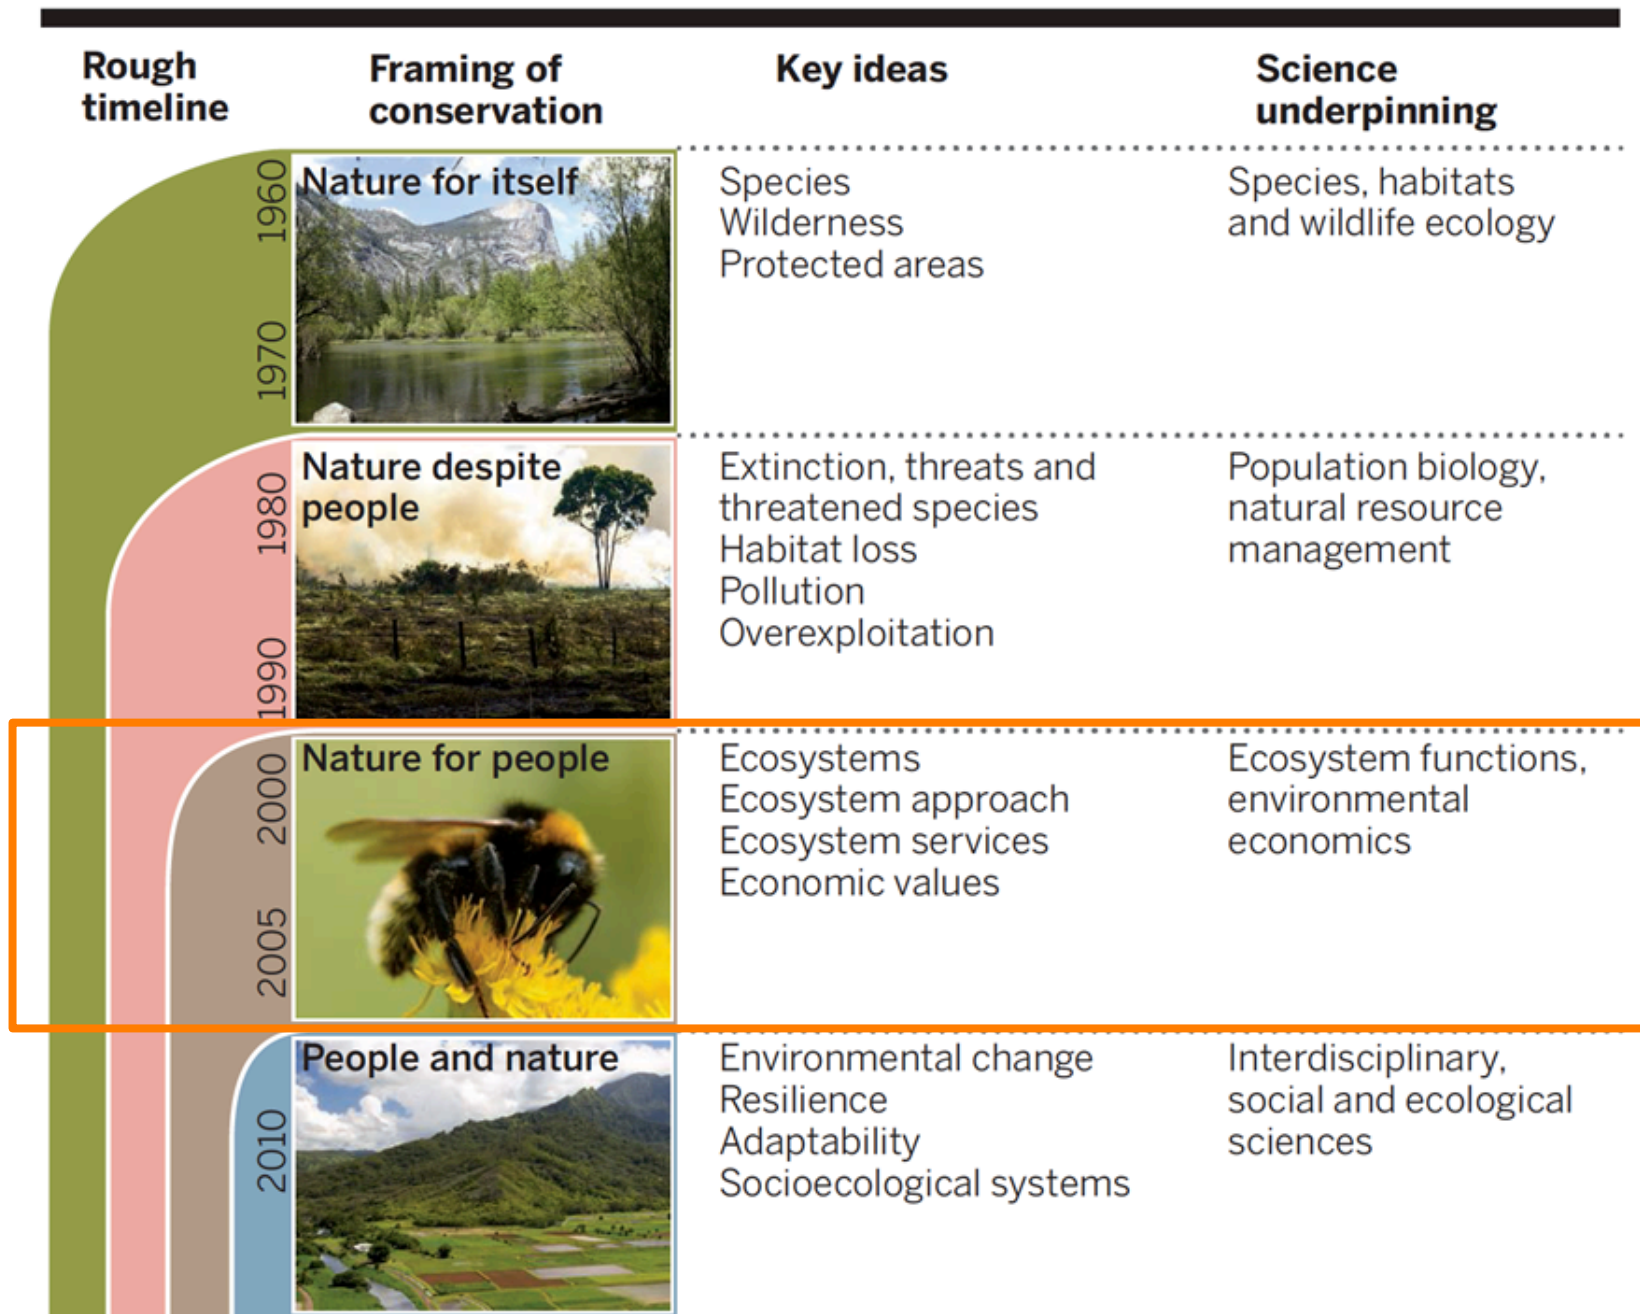 Rough
timeline
Framing of
conservation
Key ideas
Science
underpinning
1960
1970
Nature for itself
Species
Wilderness
Protected areas
Species, habitats
and wildlife ecology
1980
1990
Nature despite
people
Extinction, threats and
threatened species
Habitat loss
Pollution
Overexploitation
Population biology,
natural resource
management
2000
2005
Nature for people
Ecosystems
Ecosystem approach
Ecosystem services
Economic values
Ecosystem functions,
environmental
economics
2010
People and nature
Environmental change
Resilience
Adaptability
Socioecological systems
Interdisciplinary,
social and ecological
sciences